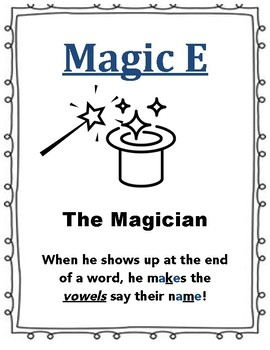 Magic E
The Magician
When he shows up at the end
of a word, he makes the
vowels say their name!